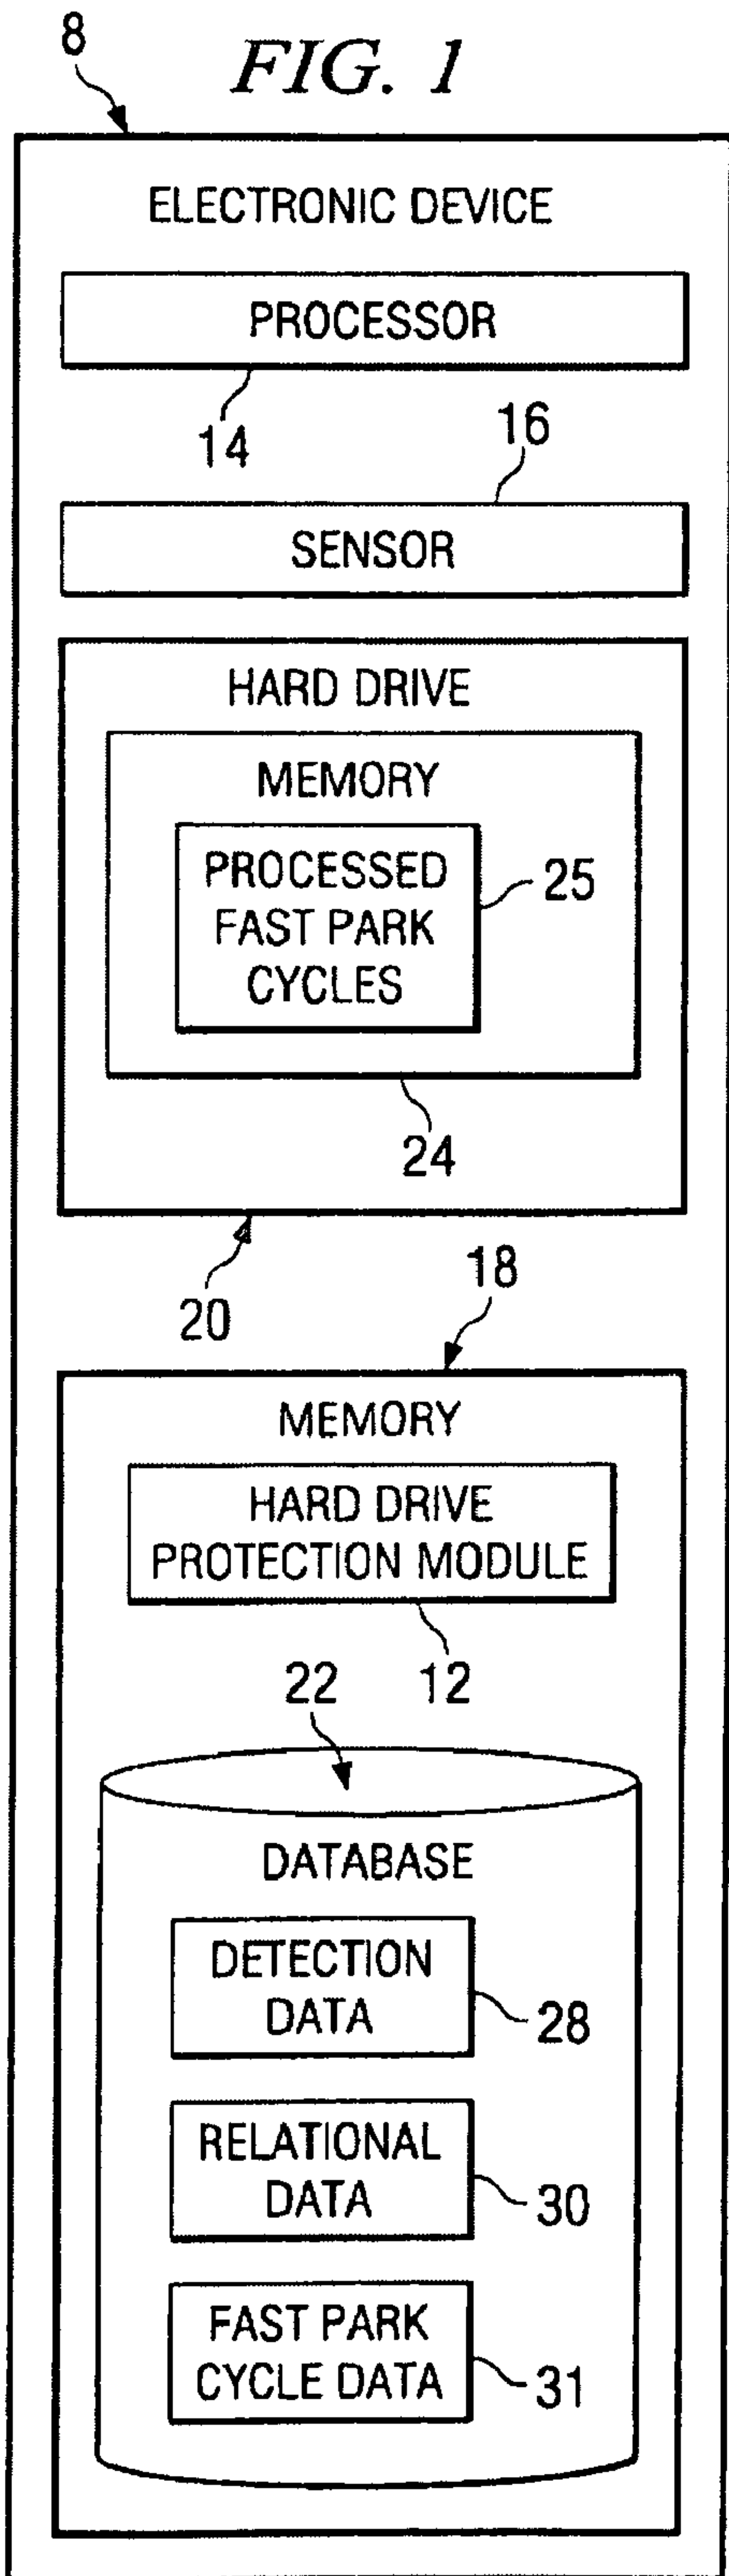 8
FIG. 1
ELECTRONIC DEVICE
PROCESSOR
14
16
SENSOR
HARD DRIVE
MEMORY
PROCESSED
FAST PARK
CYCLES
25
24
20
18
MEMORY
HARD DRIVE
PROTECTION MODULE
22
12
DATABASE
DETECTION
DATA
28
RELATIONAL
DATA
30
FAST PARK
CYCLE DATA
31